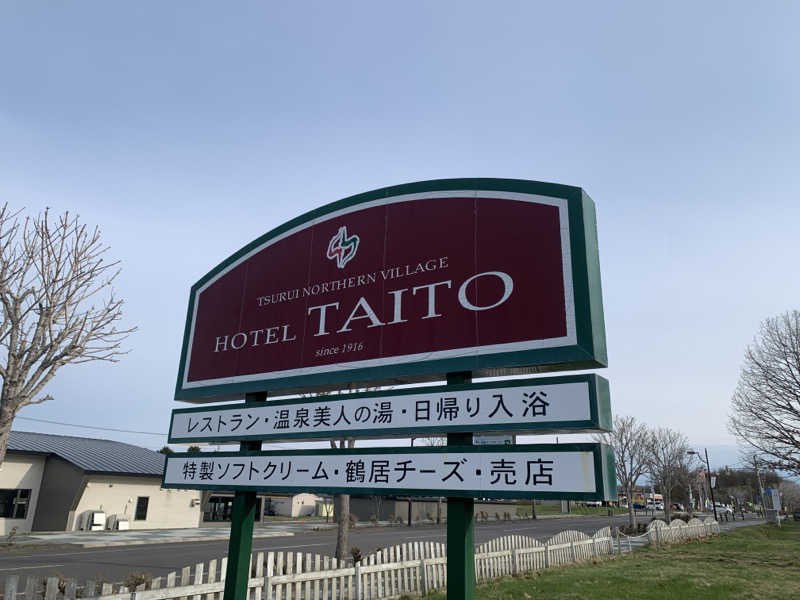 TSURUI NORTHERN VILLAGE
HOTEL TAITO
since 1916
レストラン・温泉美人の湯・日帰り入浴
特製ソフトクリーム・鶴居チーズ・売店